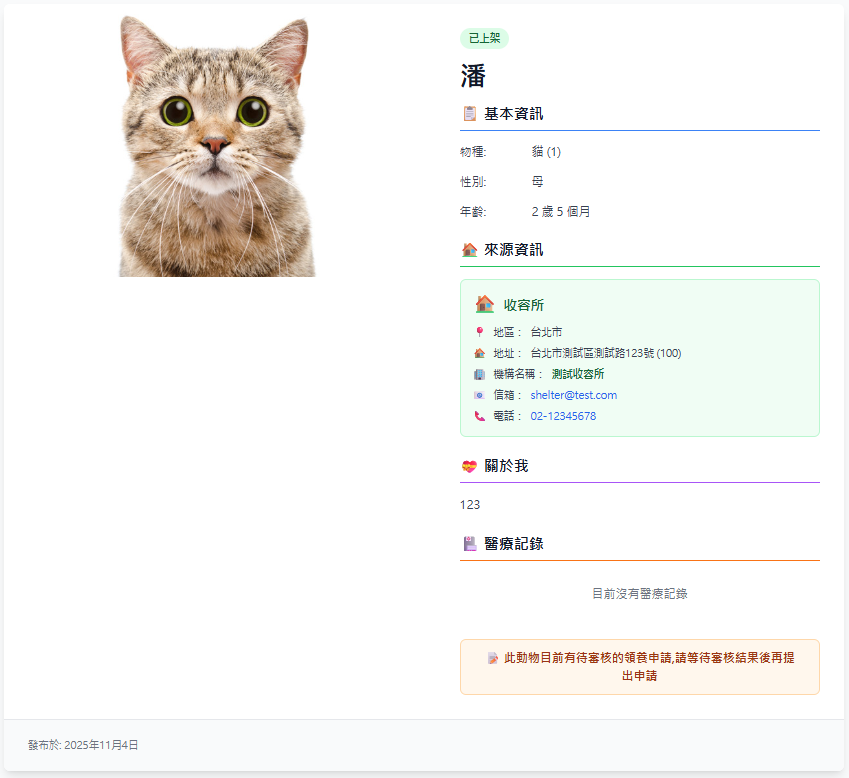 已上架
潘
基本資訊
物種: 貓 (1)
性別: 母
年齡: 2 歲 5 個月
來源資訊
收容所
地區： 台北市
地址： 台北市測試區測試路123號 (100)
機構名稱： 測試收容所
信箱： shelter@test.com
電話： 02-12345678
關於我
123
醫療記錄
目前沒有醫療記錄
此動物目前有待審核的領養申請,請等待審核結果後再提
出申請
發布於: 2025年11月4日